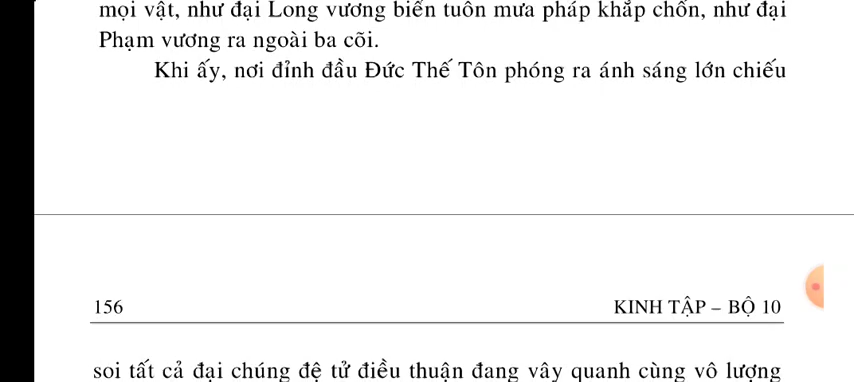 mọi vật, như đại Long vương biển tuôn mưa pháp khắp chốn, như đại
Phạm vương ra ngoài ba cõi.
Khi ấy, nơi đỉnh đầu Đức Thế Tôn phóng ra ánh sáng lớn chiếu
156
KINH TẬP – BỘ 10
soi tất cả đại chúng đệ tử điều thuận đang vây quanh cùng vô lượng